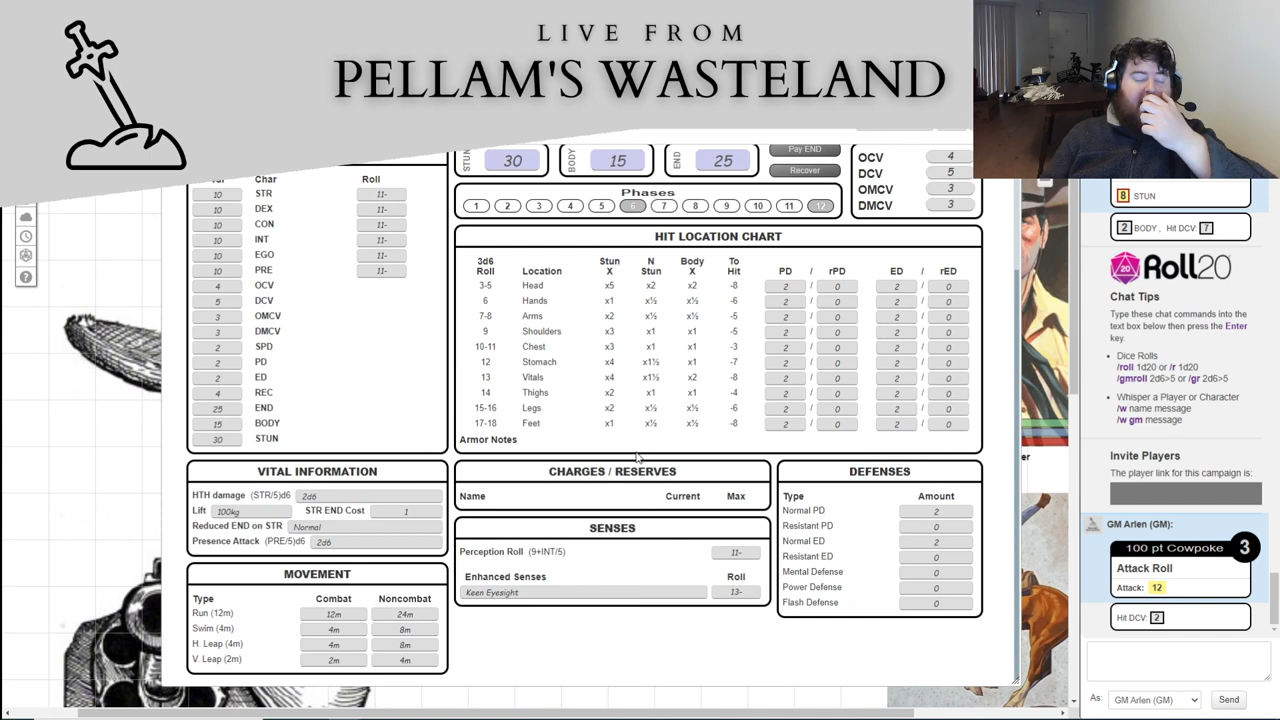 LIVE FROM
PELLAM'S WASTELAND
STUN 30 BODY 15 END 25 Pay END
Recover
OCV 4
DCV 5
OMCV 3
DMCV 3
8 STUN
2 BODY , Hit DCV: 7
Char Roll
10 STR 11-
10 DEX 11-
10 CON 11-
10 INT 11-
10 EGO 11-
10 PRE 11-
4 OCV
5 DCV
3 OMCV
3 DMCV
2 SPD
2 PD
2 ED
4 REC
25 END
15 BODY
30 STUN
Phases
1 2 3 4 5 6 7 8 9 10 11 12
HIT LOCATION CHART
3d6 Stun N Body To
Roll Location X Stun X Hit PD / rPD ED / rED
3-5 Head x5 x2 x2 -8 2 / 0 2 / 0
6 Hands x1 x½ x½ -6 2 / 0 2 / 0
7-8 Arms x2 x½ x½ -5 2 / 0 2 / 0
9 Shoulders x3 x1 x1 -5 2 / 0 2 / 0
10-11 Chest x3 x1 x1 -3 2 / 0 2 / 0
12 Stomach x4 x1½ x1 -7 2 / 0 2 / 0
13 Vitals x4 x1½ x2 -8 2 / 0 2 / 0
14 Thighs x2 x1 x1 -4 2 / 0 2 / 0
15-16 Legs x2 x½ x½ -6 2 / 0 2 / 0
17-18 Feet x1 x½ x½ -8 2 / 0 2 / 0
Armor Notes
VITAL INFORMATION
HTH damage (STR/5)d6 2d6
Lift 100kg STR END Cost 1
Reduced END on STR Normal
Presence Attack (PRE/5)d6 2d6
MOVEMENT
Type Combat Noncombat
Run (12m) 12m 24m
Swim (4m) 4m 8m
H. Leap (4m) 4m 8m
V. Leap (2m) 2m 4m
CHARGES / RESERVES
Name Current Max
SENSES
Perception Roll (9+INT/5) 11-
Enhanced Senses Roll
Keen Eyesight 13-
DEFENSES
Type Amount
Normal PD 2
Resistant PD 0
Normal ED 2
Resistant ED 0
Mental Defense 0
Power Defense 0
Flash Defense 0
20 Roll20
Chat Tips
Type these chat commands into the
text box below then press the Enter
key.
Dice Rolls
/roll 1d20 or /r 1d20
/gmroll 2d6>5 or /gr 2d6>5
Whisper a Player or Character
/w name message
/w gm message
Invite Players
The player link for this campaign is:
GM Arlen (GM):
100 pt Cowpoke 3
Attack Roll
Attack: 12
Hit DCV: 2
As: GM Arlen (GM) Send